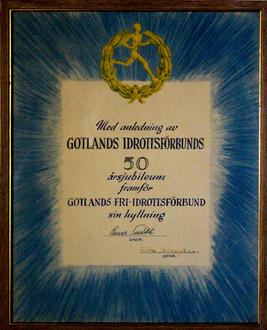 Med anledning av
GOTLANDS IDROTTSFÖRBUNDS
50
årsjubileum
framför
GOTLANDS FRI-IDROTTSFÖRBUND
sin hyllning